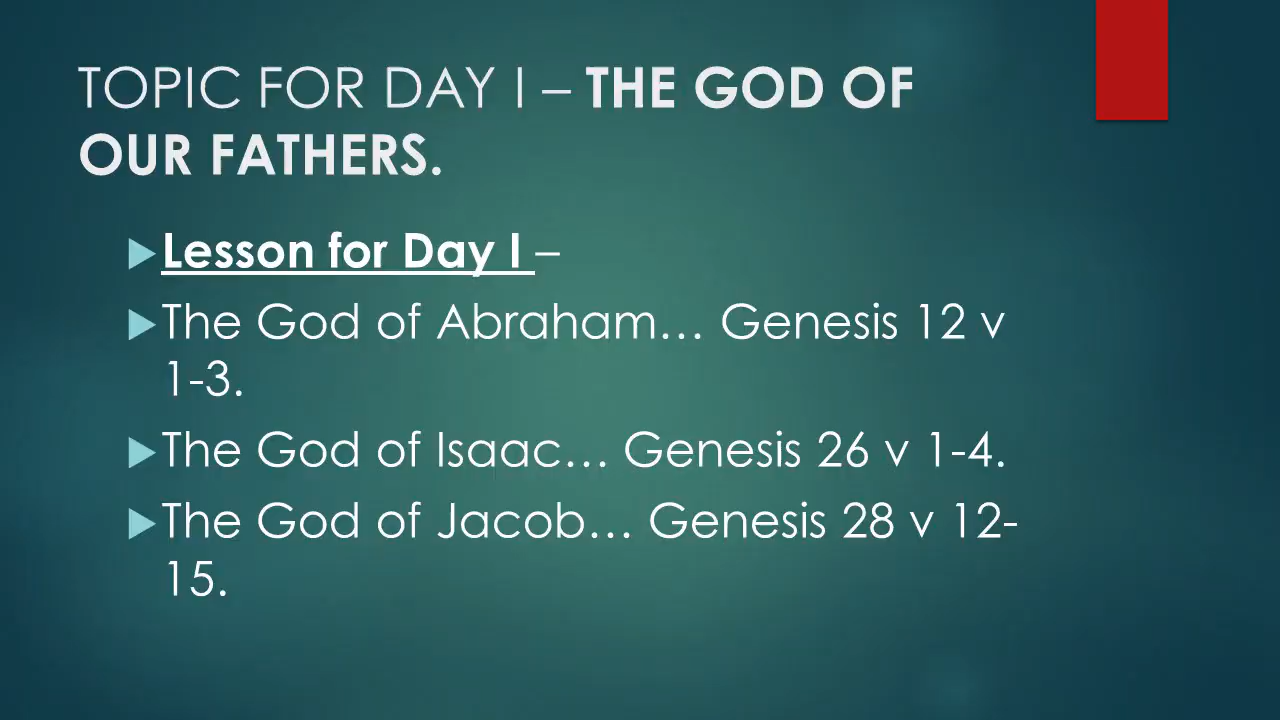 TOPIC FOR DAY I – THE GOD OF
OUR FATHERS.
Lesson for Day I –
The God of Abraham… Genesis 12 v
1-3.
The God of Isaac… Genesis 26 v 1-4.
The God of Jacob… Genesis 28 v 12-
15.